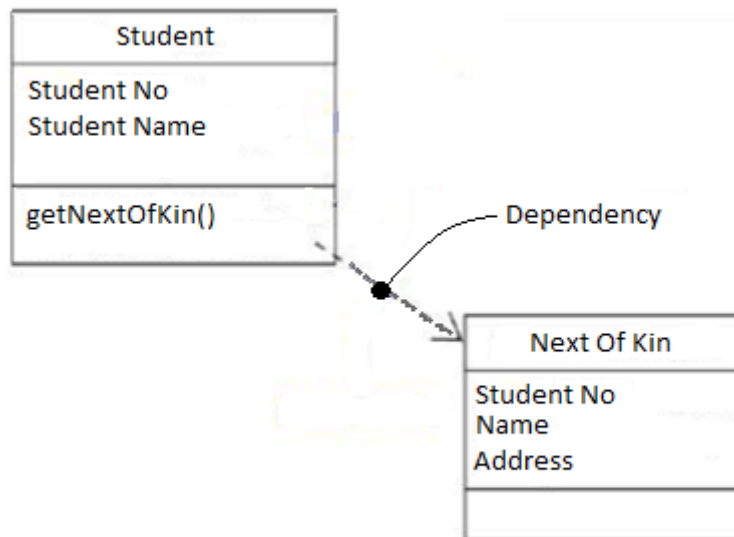 Student
Student No
Student Name
getNextOfKin()
Dependency
Next Of Kin
Student No
Name
Address